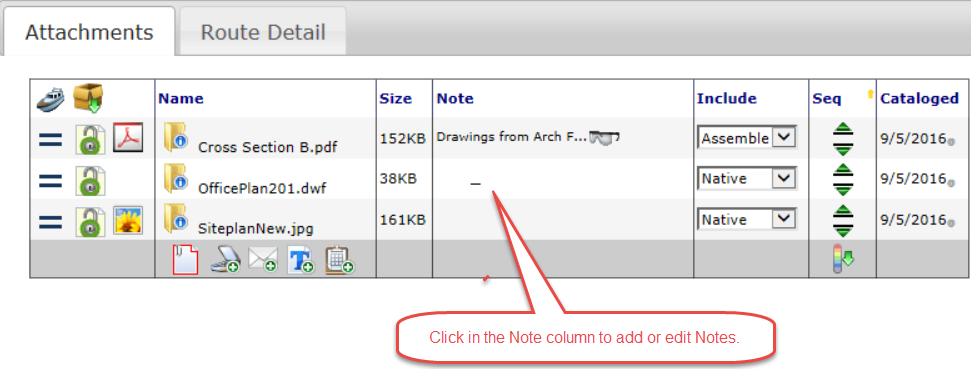 Attachments Route Detail
Name Size Note Include Seq Cataloged
Cross Section B.pdf 152KB Drawings from Arch F... Assemble 9/5/2016
OfficePlan201.dwf 38KB _ Native 9/5/2016
SiteplanNew.jpg 161KB Native 9/5/2016
Click in the Note column to add or edit Notes.